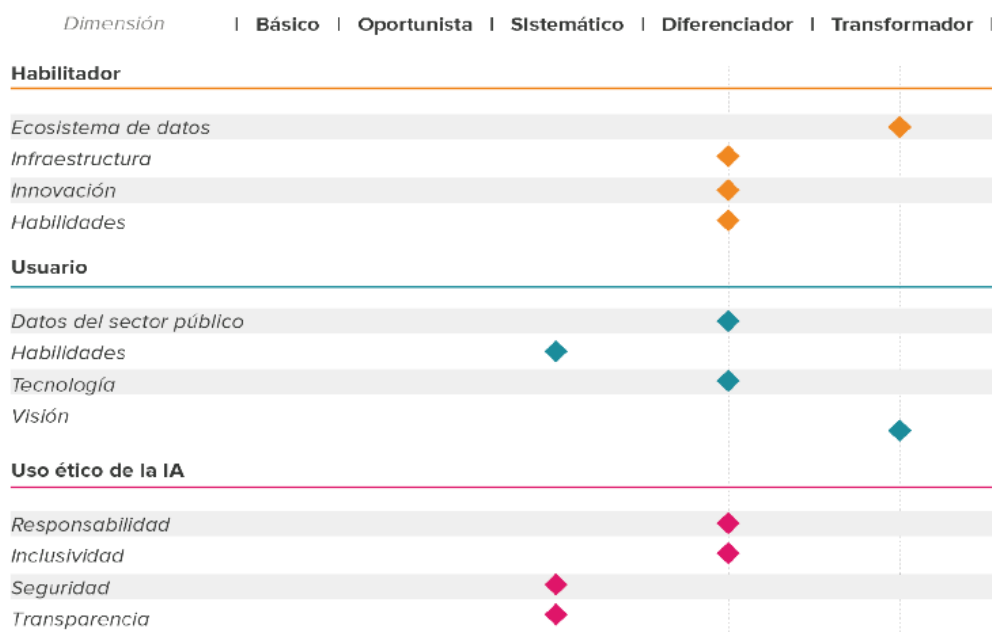 Dimensión | Básico | Oportunista | SIstemático | Diferenciador | Transformador |
Habilitador
Ecosistema de datos
Infraestructura
Innovación
Habilidades
Usuario
Datos del sector público
Habilidades
Tecnología
Visión
Uso ético de la IA
Responsabilidad
Inclusividad
Seguridad
Transparencia